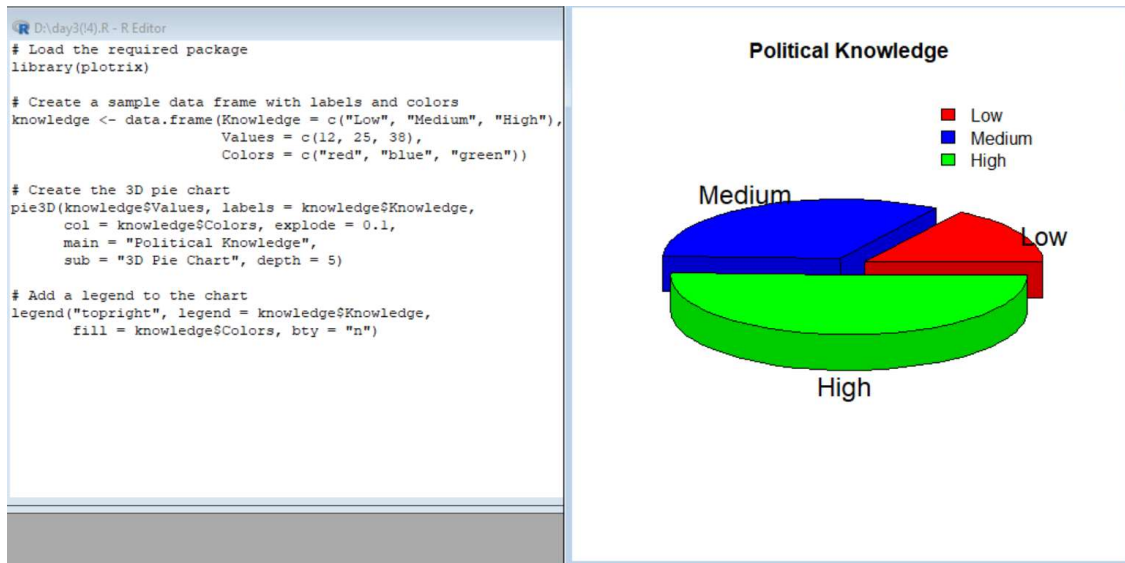 D:\day3(!4).R - R Editor
# Load the required package
library(plotrix)
# Create a sample data frame with labels and colors
knowledge <- data.frame(Knowledge = c("Low", "Medium", "High"),
Values = c(12, 25, 38),
Colors = c("red", "blue", "green"))
# Create the 3D pie chart
pie3D(knowledge$Values, labels = knowledge$Knowledge,
col = knowledge$Colors, explode = 0.1,
main = "Political Knowledge",
sub = "3D Pie Chart", depth = 5)
# Add a legend to the chart
legend("topright", legend = knowledge$Knowledge,
fill = knowledge$Colors, bty = "n")
Political Knowledge
Low
Medium
High
Medium
Low
High